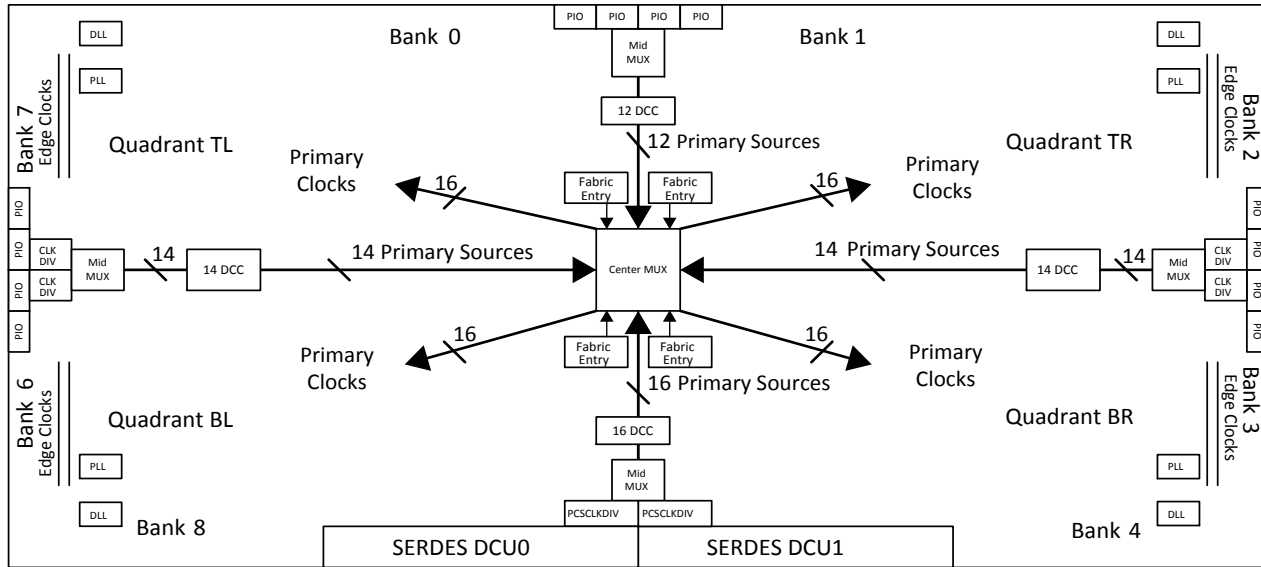 PIO PIO PIO PIO
Bank 0
Bank 1
DLL
DLL
Mid
MUX
PLL
PLL
Bank 7
Edge Clocks
Edge Clocks
Bank 2
12 DCC
Quadrant TL
12 Primary Sources
Quadrant TR
Primary
Clocks
16
Fabric
Entry
Fabric
Entry
16
Primary
Clocks
PIO
PIO
PIO
PIO
CLK
DIV
CLK
DIV
Mid
MUX
14
14 DCC
14 Primary Sources
Center MUX
14 Primary Sources
14 DCC
14
Mid
MUX
CLK
DIV
CLK
DIV
PIO
PIO
PIO
PIO
Primary
Clocks
16
Fabric
Entry
Fabric
Entry
16
Primary
Clocks
16 Primary Sources
Bank 6
Edge Clocks
Quadrant BL
16 DCC
Quadrant BR
Edge Clocks
Bank 3
PLL
Mid
MUX
PLL
DLL
PCSCLKDIV PCSCLKDIV
DLL
Bank 8
Bank 4
SERDES DCU0
SERDES DCU1